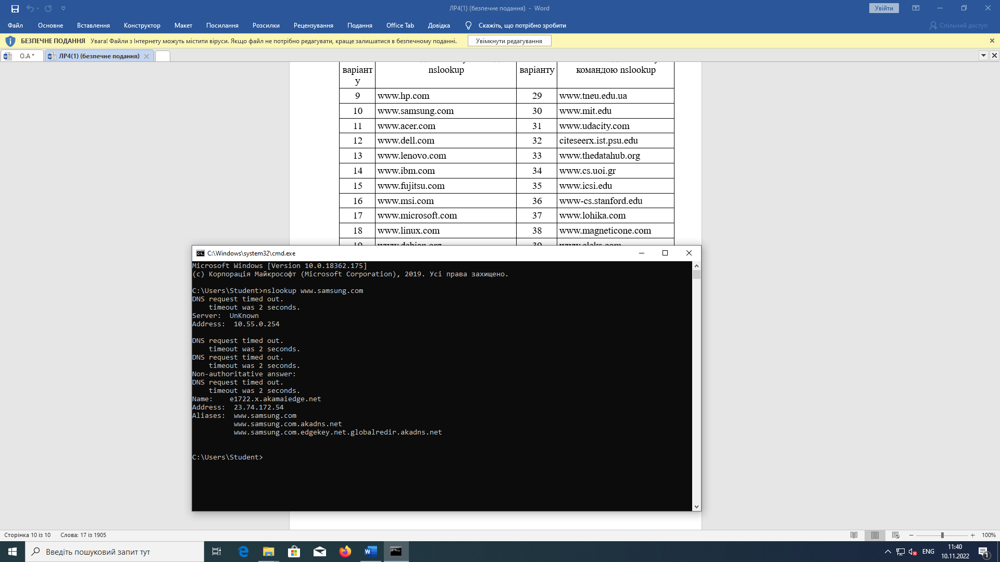 ЛР4(1) (безпечне подання) - Word
Увійти
Файл Основне Вставлення Конструктор Макет Посилання Розсилки Рецензування Подання Office Tab Довідка Скажіть, що потрібно зробити Спільний доступ
БЕЗПЕЧНЕ ПОДАННЯ Увага! Файли з Інтернету можуть містити віруси. Якщо файл не потрібно редагувати, краще залишатися в безпечному поданні. Увімкнути редагування
О.А * ЛР4(1) (безпечне подання)
варіант nslookup варіанту командою nslookup
у
9 www.hp.com 29 www.tneu.edu.ua
10 www.samsung.com 30 www.mit.edu
11 www.acer.com 31 www.udacity.com
12 www.dell.com 32 citeseerx.ist.psu.edu
13 www.lenovo.com 33 www.thedatahub.org
14 www.ibm.com 34 www.cs.uoi.gr
15 www.fujitsu.com 35 www.icsi.edu
16 www.msi.com 36 www-cs.stanford.edu
17 www.microsoft.com 37 www.lohika.com
18 www.linux.com 38 www.magneticone.com
19 www.debian.org 39 www.eleks.com
C:\Windows\system32\cmd.exe
Microsoft Windows [Version 10.0.18362.175]
(c) Корпорація Майкрософт (Microsoft Corporation), 2019. Усі права захищено.
C:\Users\Student>nslookup www.samsung.com
DNS request timed out.
timeout was 2 seconds.
Server: UnKnown
Address: 10.55.0.254
DNS request timed out.
timeout was 2 seconds.
DNS request timed out.
timeout was 2 seconds.
Non-authoritative answer:
DNS request timed out.
timeout was 2 seconds.
Name: e1722.x.akamaiedge.net
Address: 23.74.172.54
Aliases: www.samsung.com
www.samsung.com.akadns.net
www.samsung.com.edgekey.net.globalredir.akadns.net
C:\Users\Student>
Сторінка 10 із 10 Слова: 17 із 1905 100%
Введіть пошуковий запит тут
ENG
11:40
10.11.2022
1